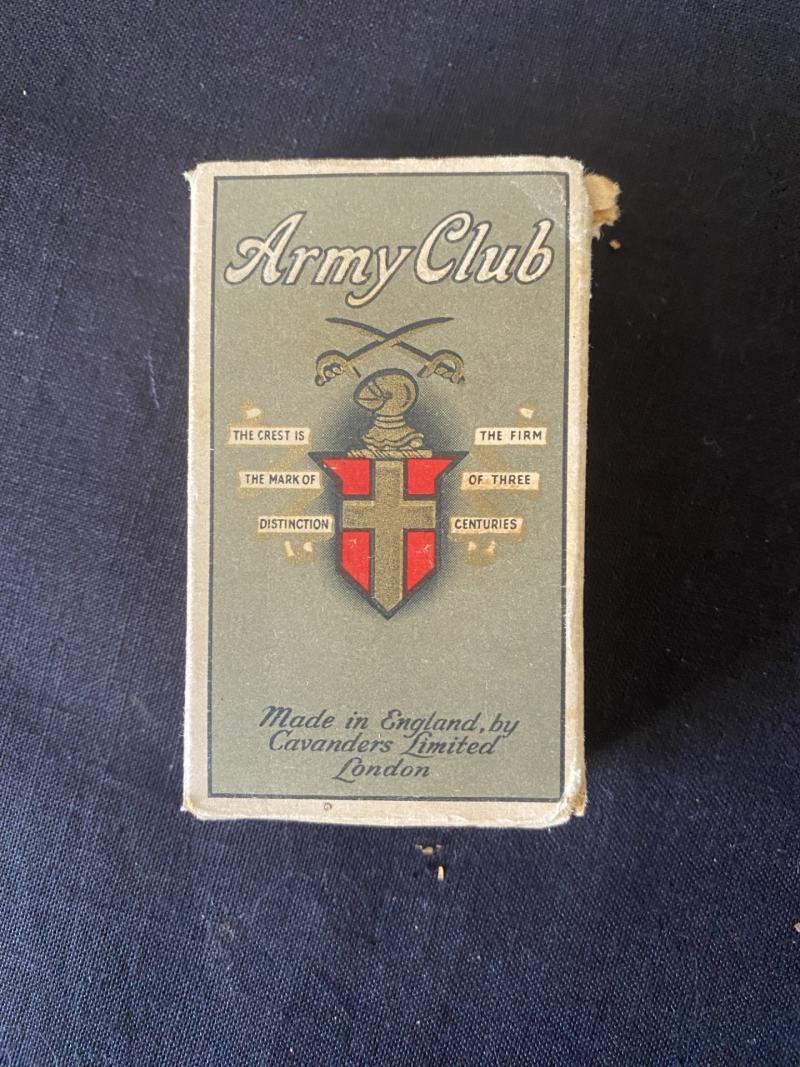 Army Club
THE CREST IS
THE MARK OF
DISTINCTION
THE FIRM
OF THREE
CENTURIES
Made in England, by
Cavanders Limited
London